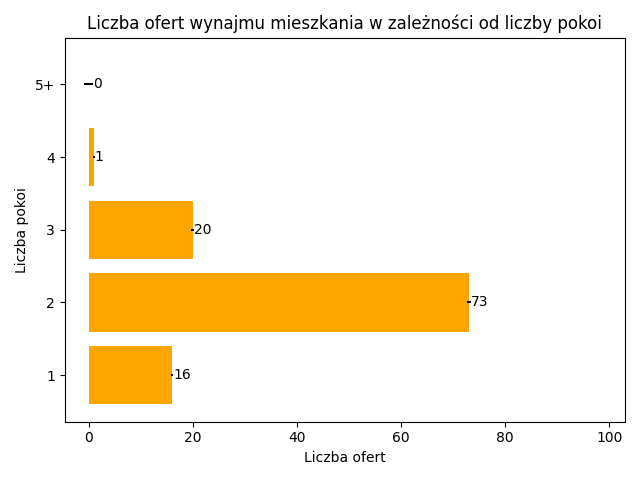 Liczba ofert wynajmu mieszkania w zależności od liczby pokoi
Liczba pokoi
5+
0
4
1
3
20
2
73
1
16
0 20 40 60 80 100
Liczba ofert